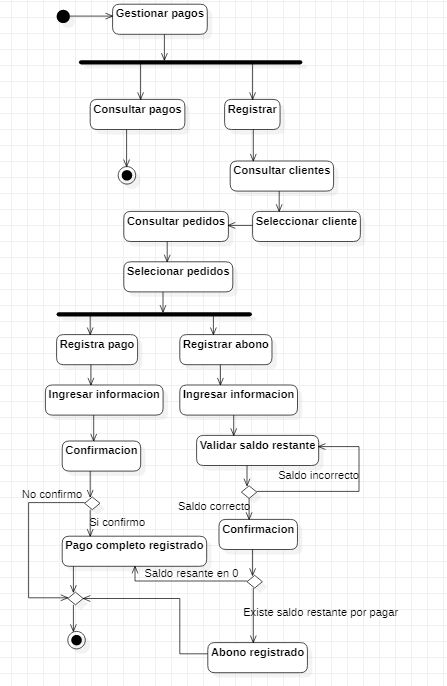 Gestionar pagos
Consultar pagos
Registrar
Consultar clientes
Consultar pedidos
Seleccionar cliente
Selecionar pedidos
Registra pago
Registrar abono
Ingresar informacion
Ingresar informacion
Confirmacion
Validar saldo restante
Saldo incorrecto
No confirmo
Saldo correcto
Si confirmo
Confirmacion
Pago completo registrado
Saldo resante en 0
Existe saldo restante por pagar
Abono registrado